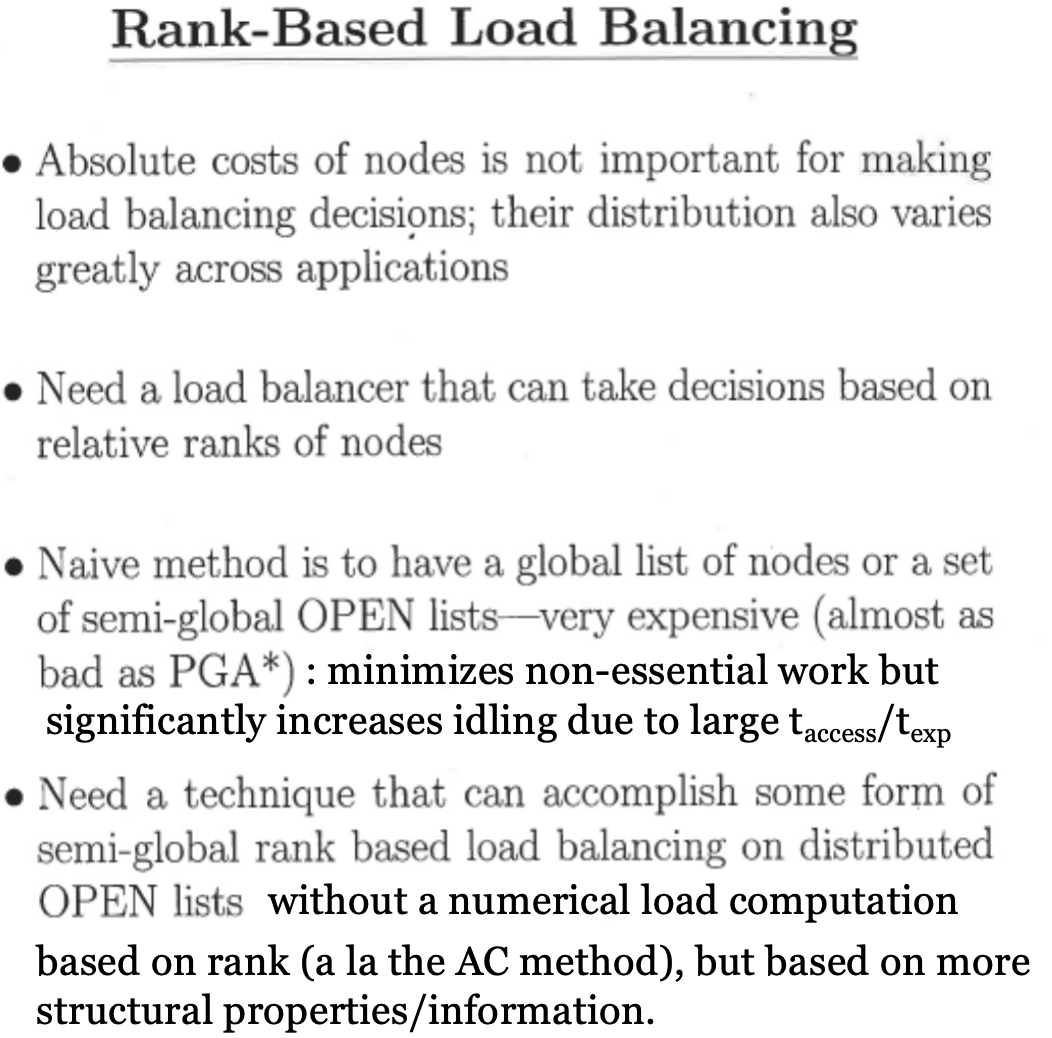 Rank-Based Load Balancing
• Absolute costs of nodes is not important for making
load balancing decisions; their distribution also varies
greatly across applications
• Need a load balancer that can take decisions based on
relative ranks of nodes
• Naive method is to have a global list of nodes or a set
of semi-global OPEN lists—very expensive (almost as
bad as PGA*) : minimizes non-essential work but
significantly increases idling due to large t_access/t_exp
• Need a technique that can accomplish some form of
semi-global rank based load balancing on distributed
OPEN lists without a numerical load computation
based on rank (a la the AC method), but based on more
structural properties/information.